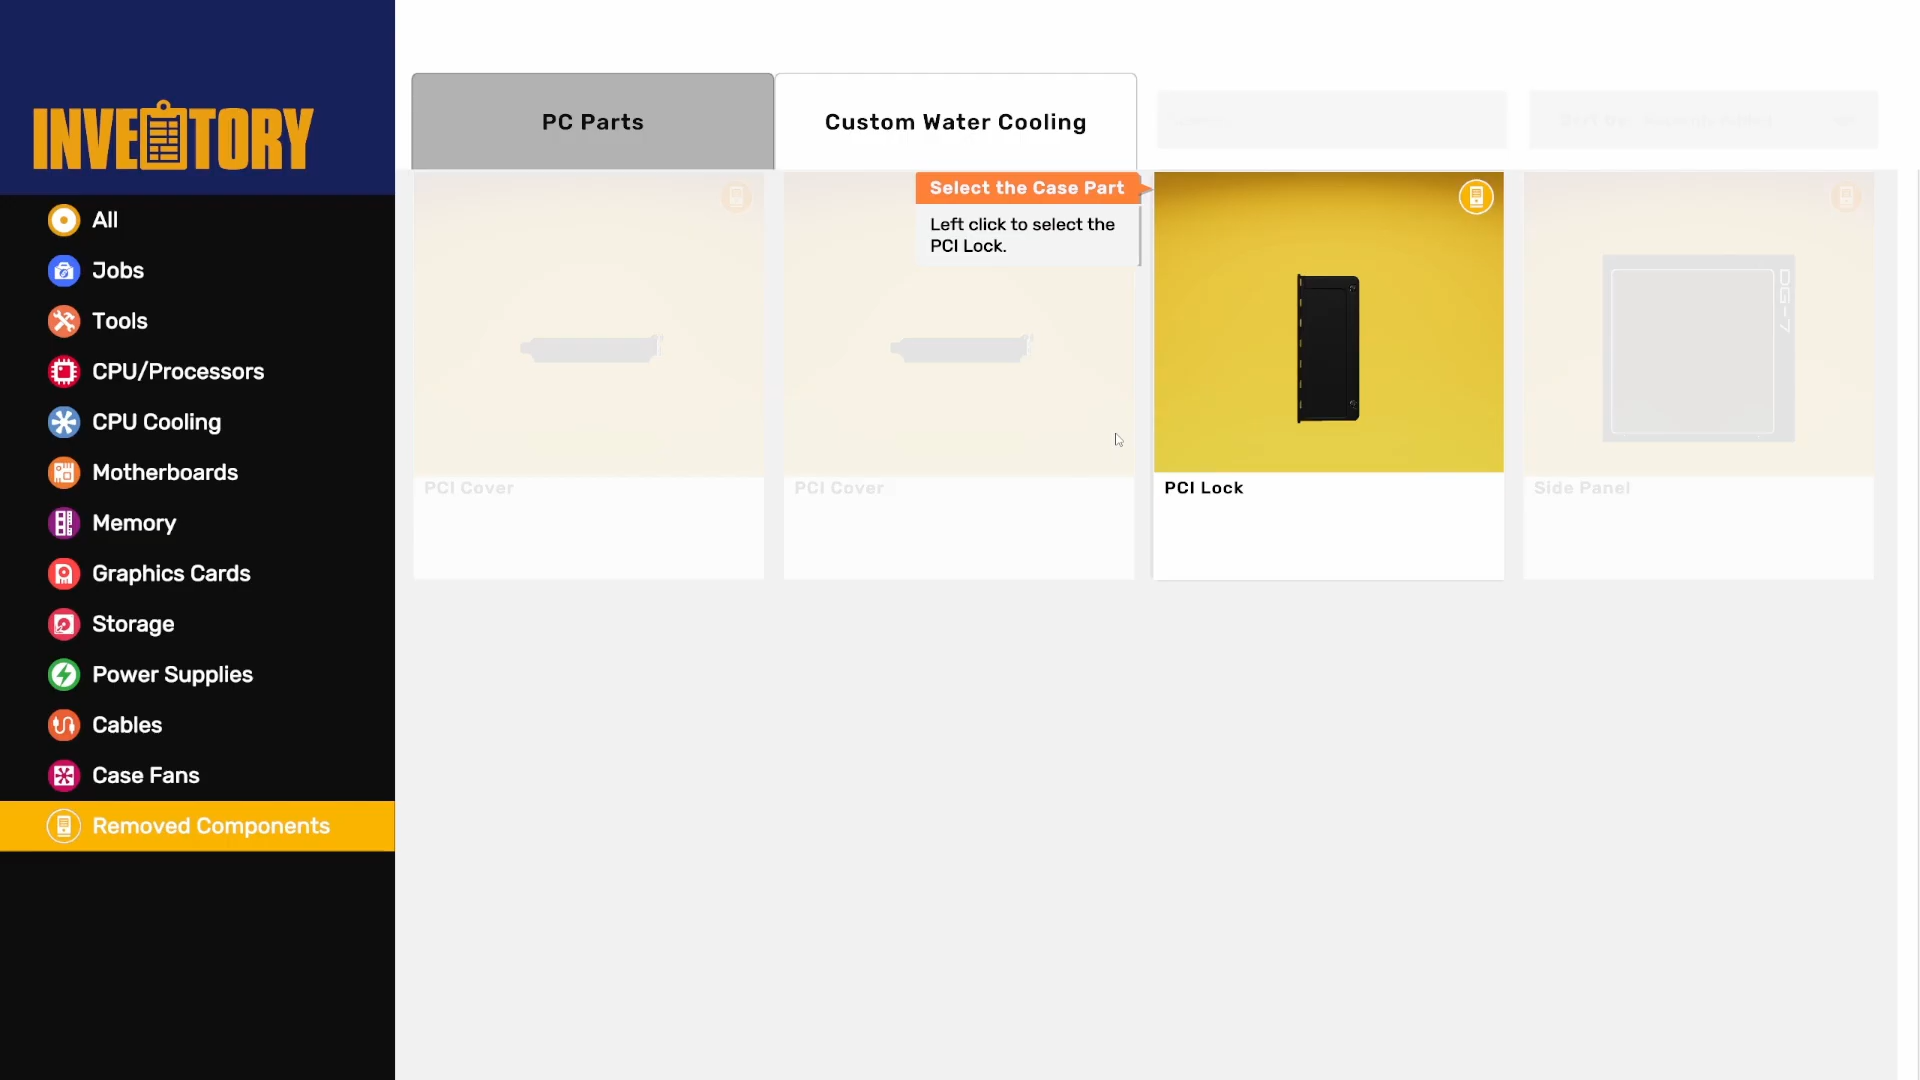 INVENTORY
All
Jobs
Tools
CPU/Processors
CPU Cooling
Motherboards
Memory
Graphics Cards
Storage
Power Supplies
Cables
Case Fans
Removed Components
PC Parts
Custom Water Cooling
Select the Case Part
Left click to select the
PCI Lock.
PCI Cover
PCI Cover
PCI Lock
DG-7
Side Panel